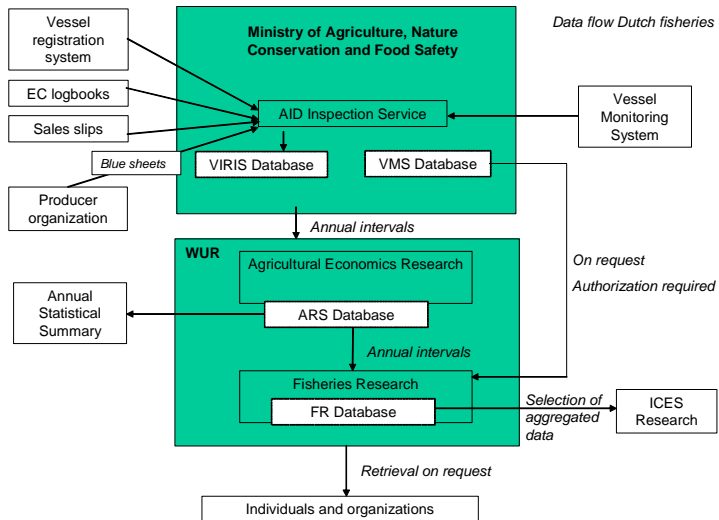 Vessel
registration
system
Ministry of Agriculture, Nature
Conservation and Food Safety
Data flow Dutch fisheries
EC logbooks
Sales slips
AID Inspection Service
Vessel
Monitoring
System
Blue sheets
VIRIS Database
VMS Database
Producer
organization
Annual intervals
WUR
Agricultural Economics Research
On request
Authorization required
Annual
Statistical
Summary
ARS Database
Annual intervals
Fisheries Research
FR Database
Selection of
aggregated
data
ICES
Research
Retrieval on request
Individuals and organizations